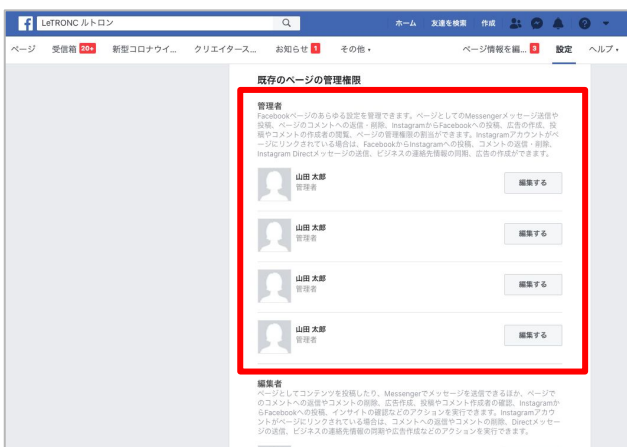 LeTRONC ルトロン
ホーム 友達を検索 作成
ページ 受信箱 20+ 新型コロナウイ... クリエイタース... お知らせ 1 その他 ページ情報を編... 3 設定 ヘルプ
既存のページの管理権限
管理者
Facebookページのあらゆる設定を管理できます。ページとしてのMessengerメッセージ送信や
投稿、ページのコメントへの返信・削除、InstagramからFacebookへの投稿、広告の作成、投
稿やコメントの作成者の閲覧、ページの管理権限の割当ができます。Instagramアカウントがペ
ージにリンクされている場合は、FacebookからInstagramへの投稿、コメントの返信・削除、
Instagram Directメッセージの送信、ビジネスの連絡先情報の同期、広告の作成ができます。
山田 太郎
管理者
編集する
山田 太郎
管理者
編集する
山田 太郎
管理者
編集する
山田 太郎
管理者
編集する
編集者
ページとしてコンテンツを投稿したり、Messengerでメッセージを送信できるほか、ページで
のコメントへの返信やコメントの削除、広告作成、投稿やコメント作成者の確認、Instagramか
らFacebookへの投稿、インサイトの確認などのアクションを実行できます。Instagramアカウ
ントがページにリンクされている場合は、コメントへの返信や削除、Directメッセー
ジの送信、ビジネスの連絡先情報の同期や広告作成などのアクションを実行できます。